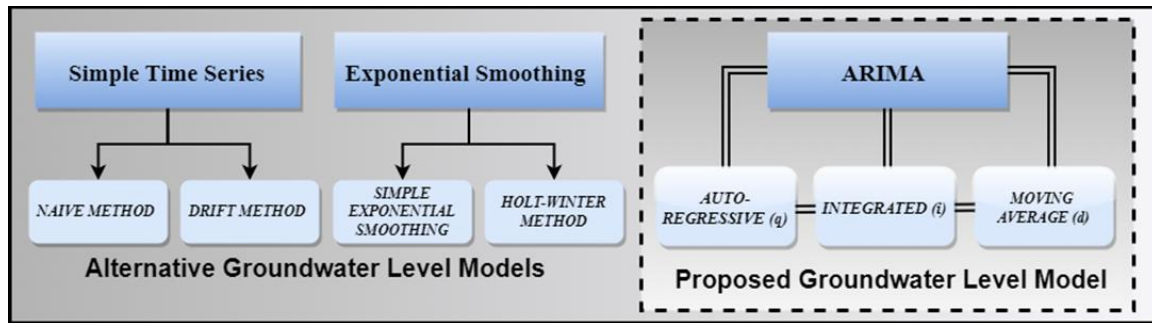 Simple Time Series
Exponential Smoothing
ARIMA
NAIVE METHOD
DRIFT METHOD
SIMPLE
EXPONENTIAL
SMOOTHING
HOLT-WINTER
METHOD
AUTO-
REGRESSIVE (q)
INTEGRATED (i)
MOVING
AVERAGE (d)
Alternative Groundwater Level Models
Proposed Groundwater Level Model